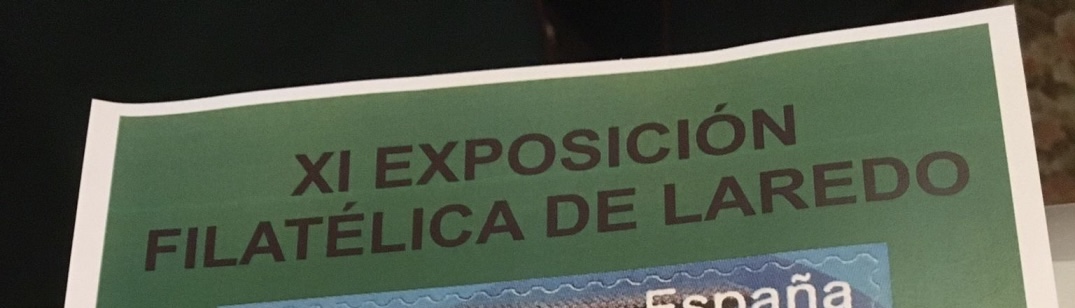 XI EXPOSICIÓN
FILATÉLICA DE LAREDO
España